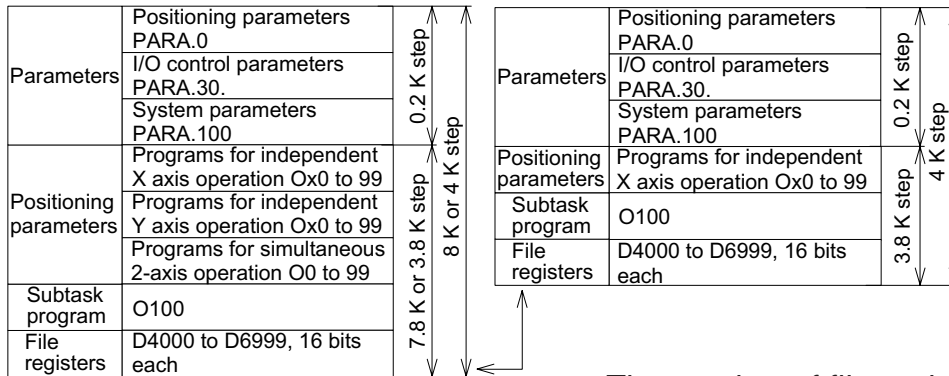 Parameters
Positioning parameters
PARA.0
I/O control parameters
PARA.30.
System parameters
PARA.100
0.2 K step
Positioning
parameters
Programs for independent
X axis operation Ox0 to 99
Programs for independent
Y axis operation Ox0 to 99
Programs for simultaneous
2-axis operation O0 to 99
Subtask
program
O100
File
registers
D4000 to D6999, 16 bits
each
7.8 K or 3.8 K step
8 K or 4 K step
Parameters
Positioning parameters
PARA.0
I/O control parameters
PARA.30.
System parameters
PARA.100
0.2 K step
Positioning
parameters
Programs for independent
X axis operation Ox0 to 99
Subtask
program
O100
File
registers
D4000 to D6999, 16 bits
each
3.8 K step
4 K step